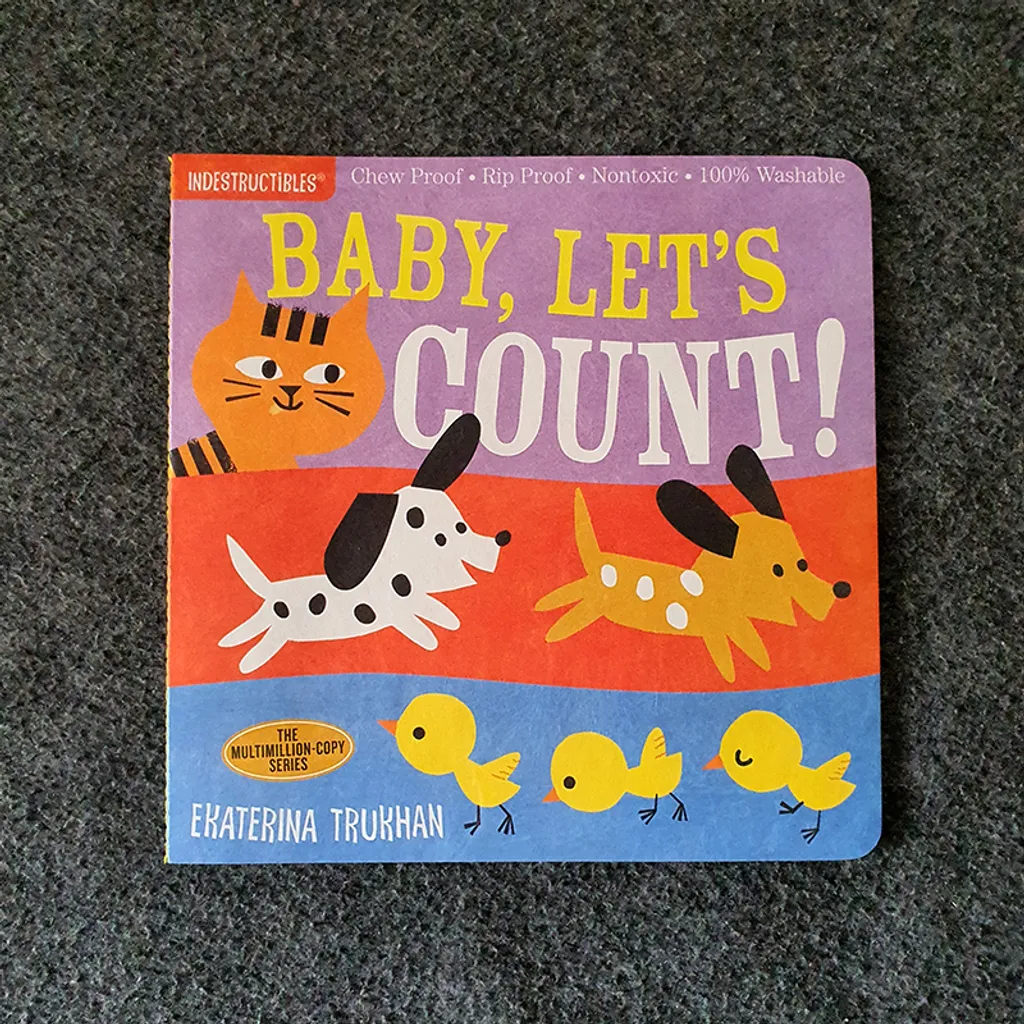 INDESTRUCTIBLES®
Chew Proof • Rip Proof • Nontoxic • 100% Washable
BABY, LET'S
COUNT!
THE
MULTIMILLION-COPY
SERIES
EKATERINA TRUKHAN